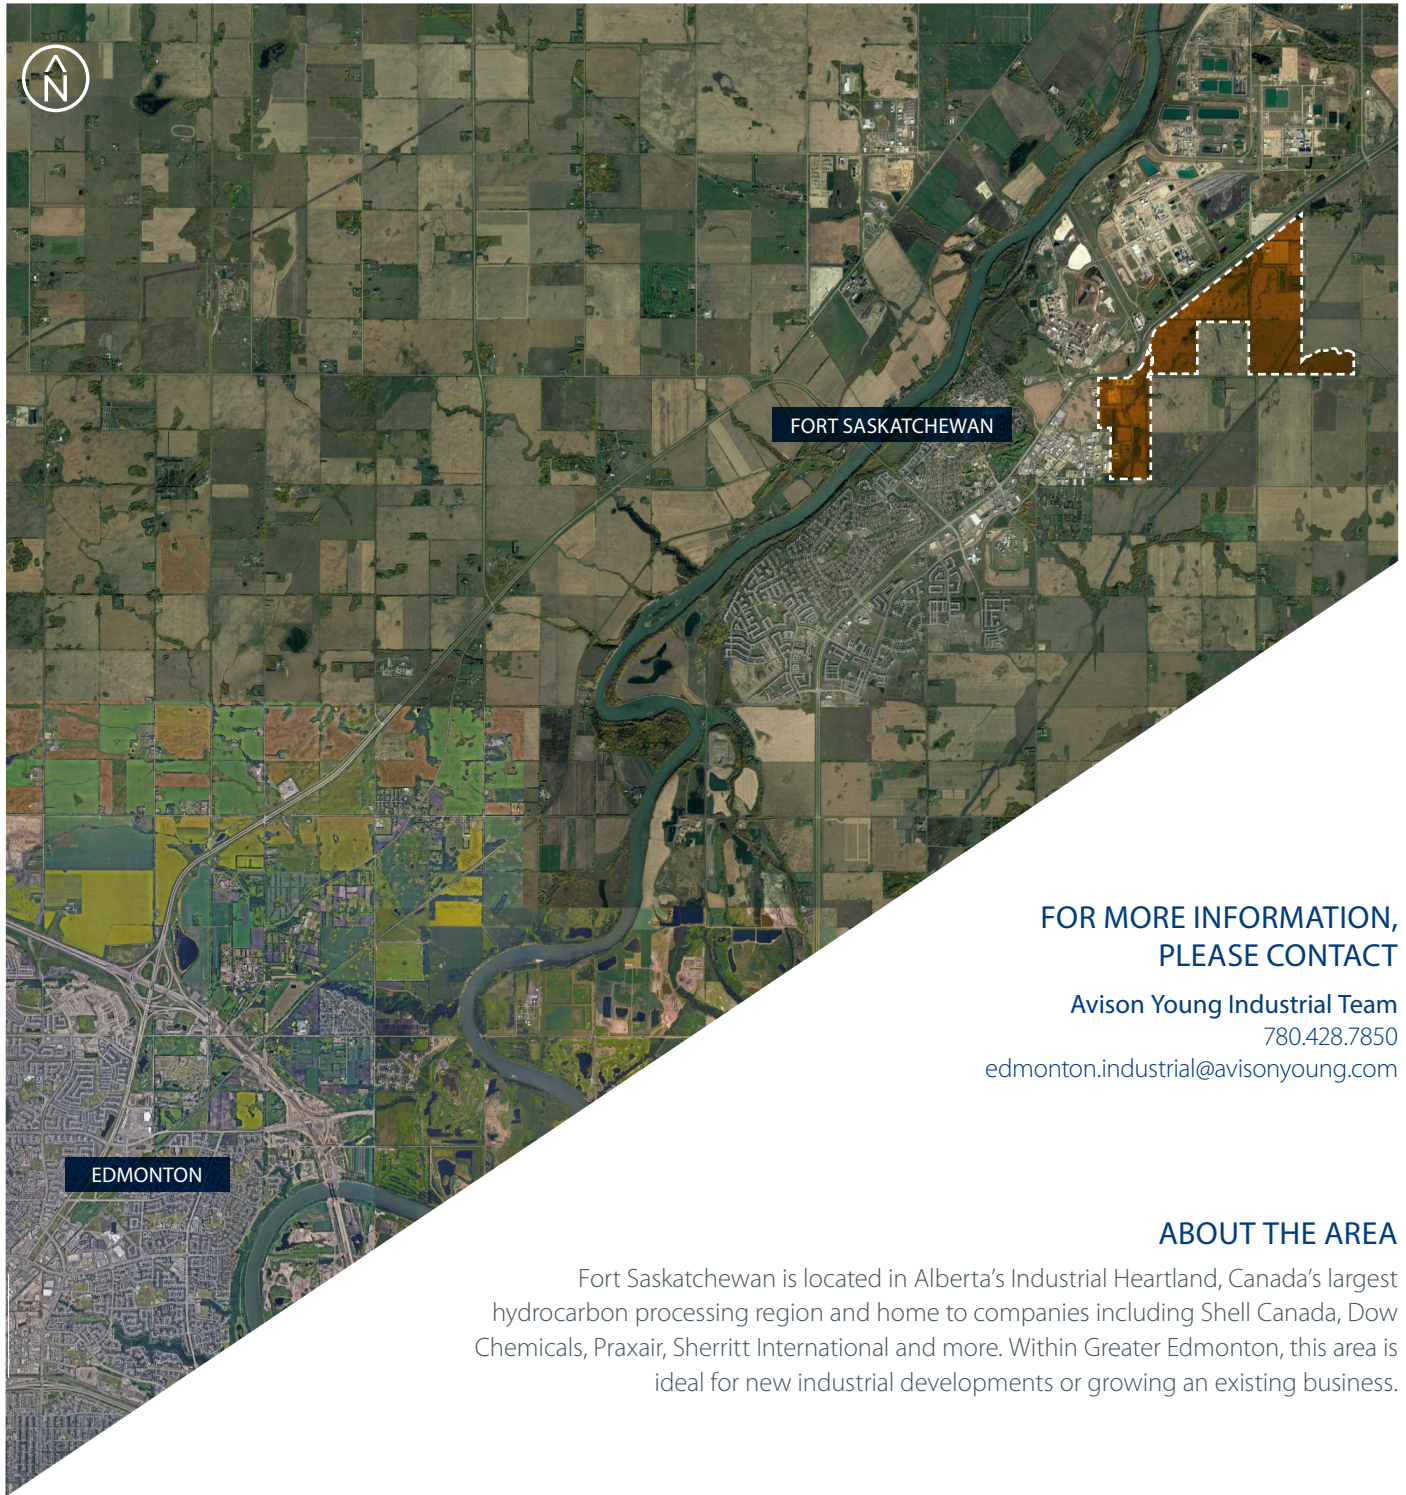 N
FORT SASKATCHEWAN
EDMONTON
FOR MORE INFORMATION,
PLEASE CONTACT
Avison Young Industrial Team
780.428.7850
edmonton.industrial@avisonyoung.com
ABOUT THE AREA
Fort Saskatchewan is located in Alberta’s Industrial Heartland, Canada’s largest
hydrocarbon processing region and home to companies including Shell Canada, Dow
Chemicals, Praxair, Sherritt International and more. Within Greater Edmonton, this area is
ideal for new industrial developments or growing an existing business.